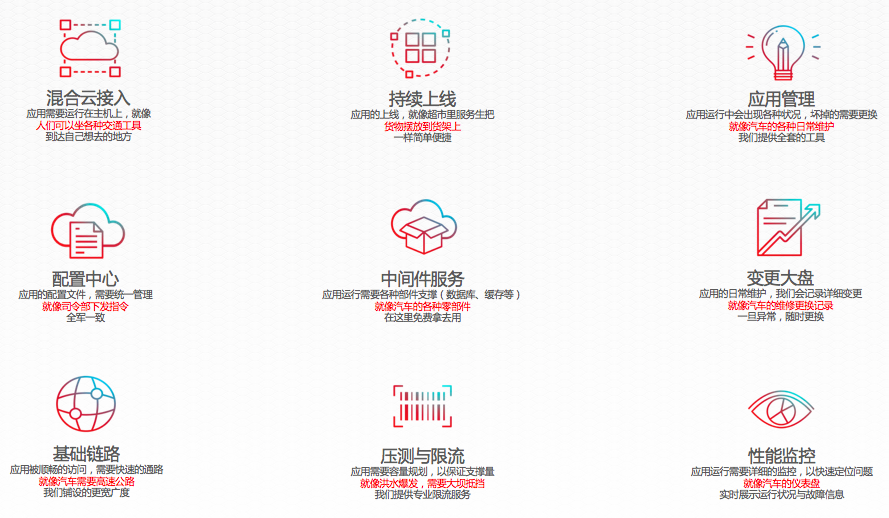 混合云接入
应用需要运行在主机上，就像
人们可以坐各种交通工具
到达自己想去的地方
持续上线
应用的上线，就像超市里服务生把
货物摆放到货架上
一样简单便捷
应用管理
应用运行中会出现各种状况，坏掉的需要更换
就像汽车的各种日常维护
我们提供全套的工具
配置中心
应用的配置文件，需要统一管理
就像司令部下发指令
全军一致
中间件服务
应用运行需要各种部件支撑（数据库、缓存等）
就像汽车的各种零部件
在这里免费拿去用
变更大盘
应用的日常维护，我们会记录详细变更
就像汽车的维修更换记录
一旦异常，随时更换
基础链路
应用被顺畅的访问，需要快速的通路
就像汽车需要高速公路
我们铺设的更宽广度
压测与限流
应用需要容量规划，以保证支撑量
就像洪水爆发，需要大坝抵挡
我们提供专业限流服务
性能监控
应用运行需要详细的监控，以快速定位问题
就像汽车的仪表盘
实时展示运行状况与故障信息